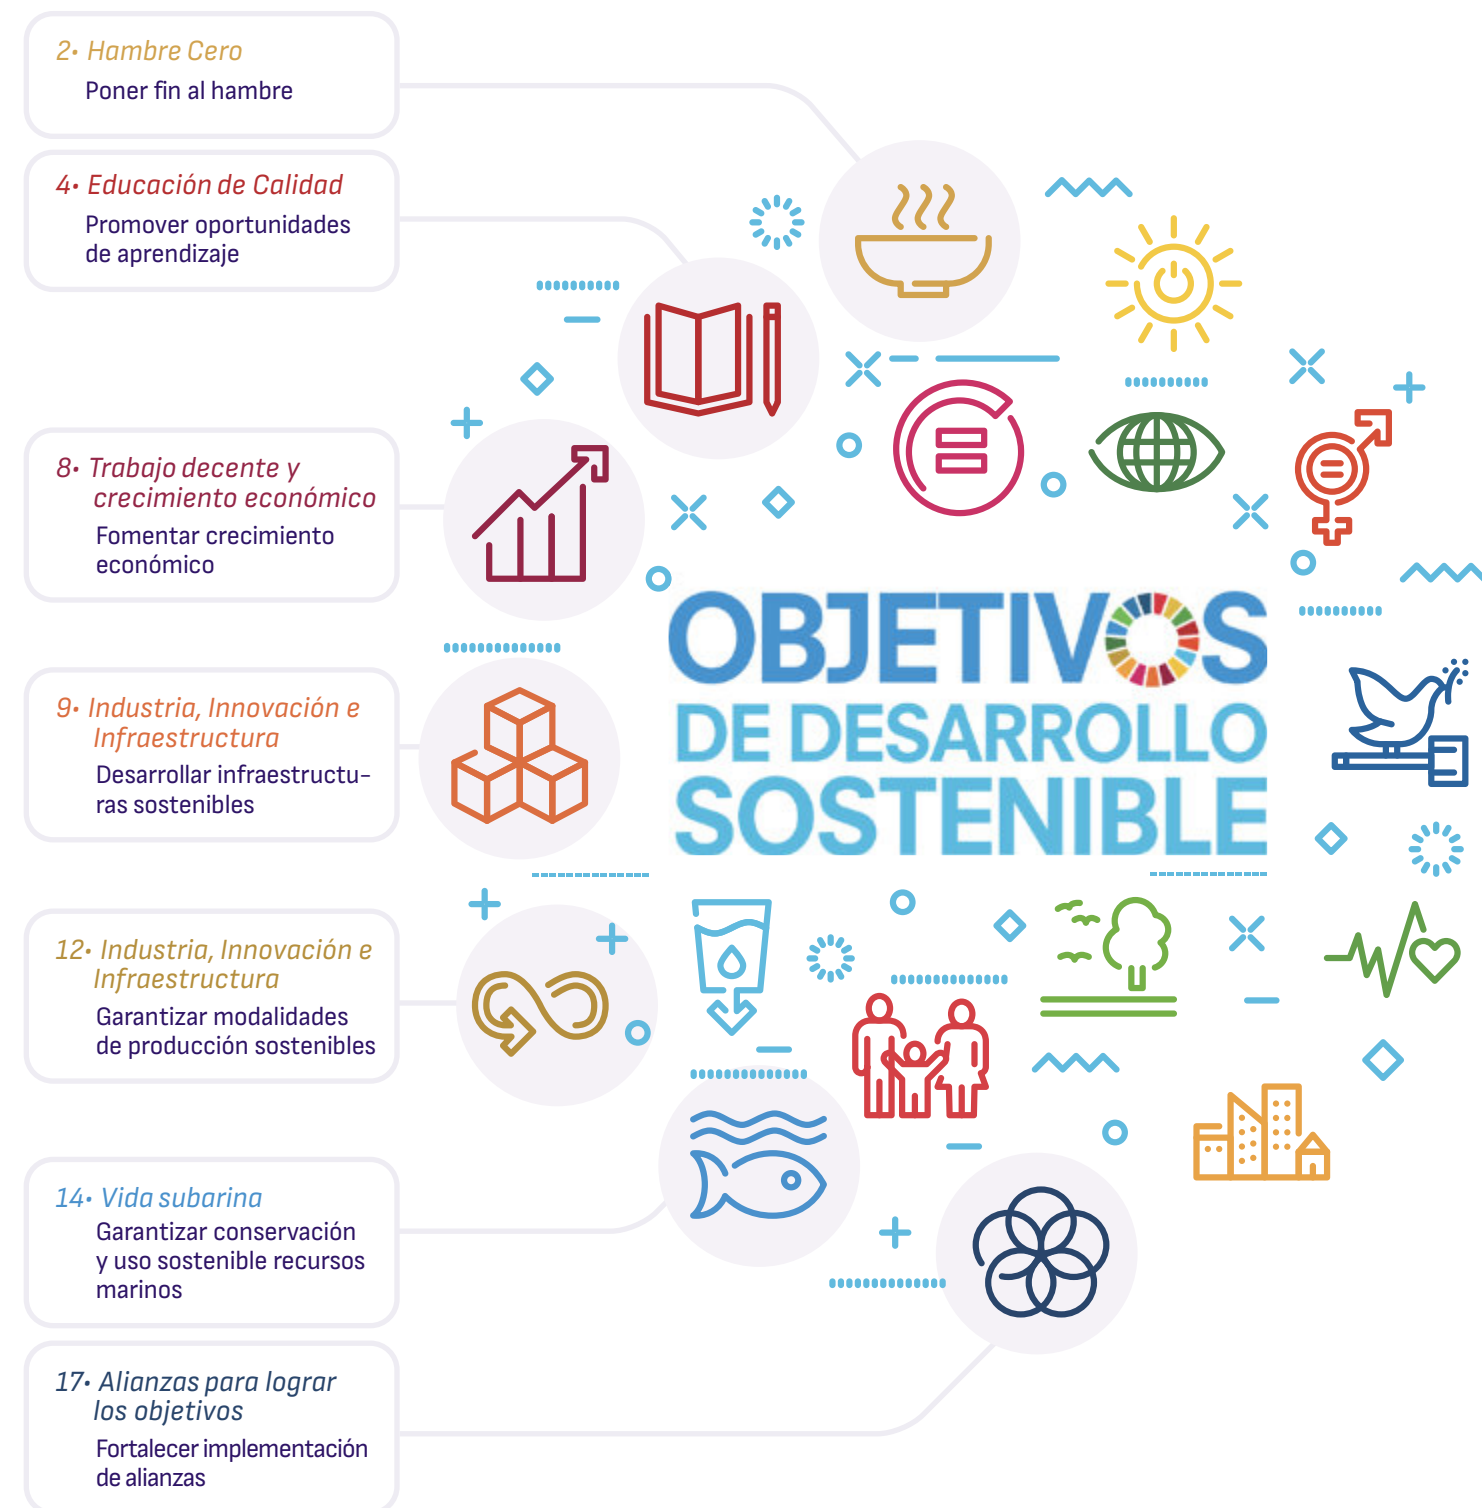 2· Hambre Cero
Poner fin al hambre
4· Educación de Calidad
Promover oportunidades
de aprendizaje
8· Trabajo decente y
crecimiento económico
Fomentar crecimiento
económico
9· Industria, Innovación e
Infraestructura
Desarrollar infraestructu-
ras sostenibles
12· Industria, Innovación e
Infraestructura
Garantizar modalidades
de producción sostenibles
14· Vida subarina
Garantizar conservación
y uso sostenible recursos
marinos
17· Alianzas para lograr
los objetivos
Fortalecer implementación
de alianzas
OBJETIVOS
DE DESARROLLO
SOSTENIBLE